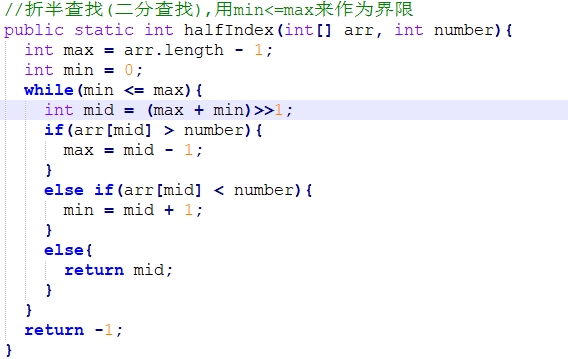 //折半查找(二分查找),用min<=max来作为界限
public static int halfIndex(int[] arr, int number){
  int max = arr.length - 1;
  int min = 0;
  while(min <= max){
    int mid = (max + min)>>1;
    if(arr[mid] > number){
      max = mid - 1;
    }
    else if(arr[mid] < number){
      min = mid + 1;
    }
    else{
      return mid;
    }
  }
  return -1;
}